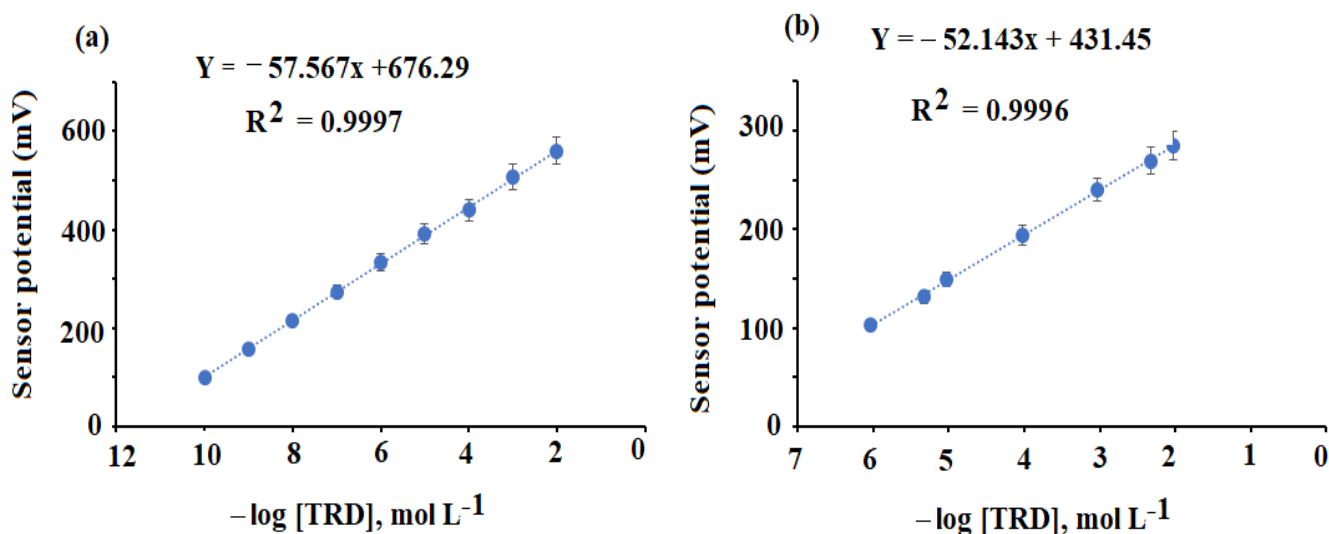 (a)
Y = − 57.567x +676.29
R² = 0.9997
Sensor potential (mV)
600
400
200
0
12 10 8 6 4 2 0
− log [TRD], mol L⁻¹
(b)
Y = − 52.143x + 431.45
R² = 0.9996
Sensor potential (mV)
300
200
100
0
7 6 5 4 3 2 1 0
− log [TRD], mol L⁻¹